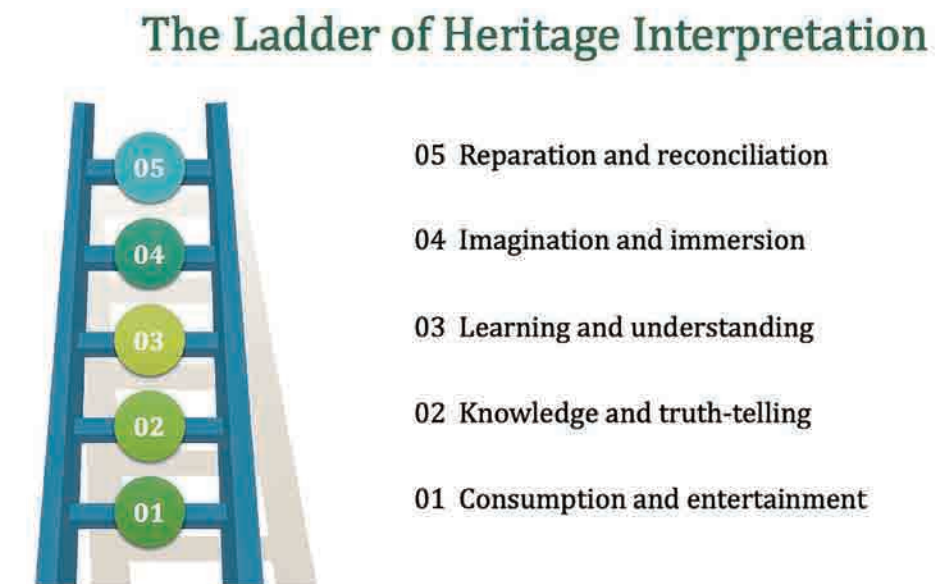 The Ladder of Heritage Interpretation
05 05 Reparation and reconciliation
04 04 Imagination and immersion
03 03 Learning and understanding
02 02 Knowledge and truth-telling
01 01 Consumption and entertainment